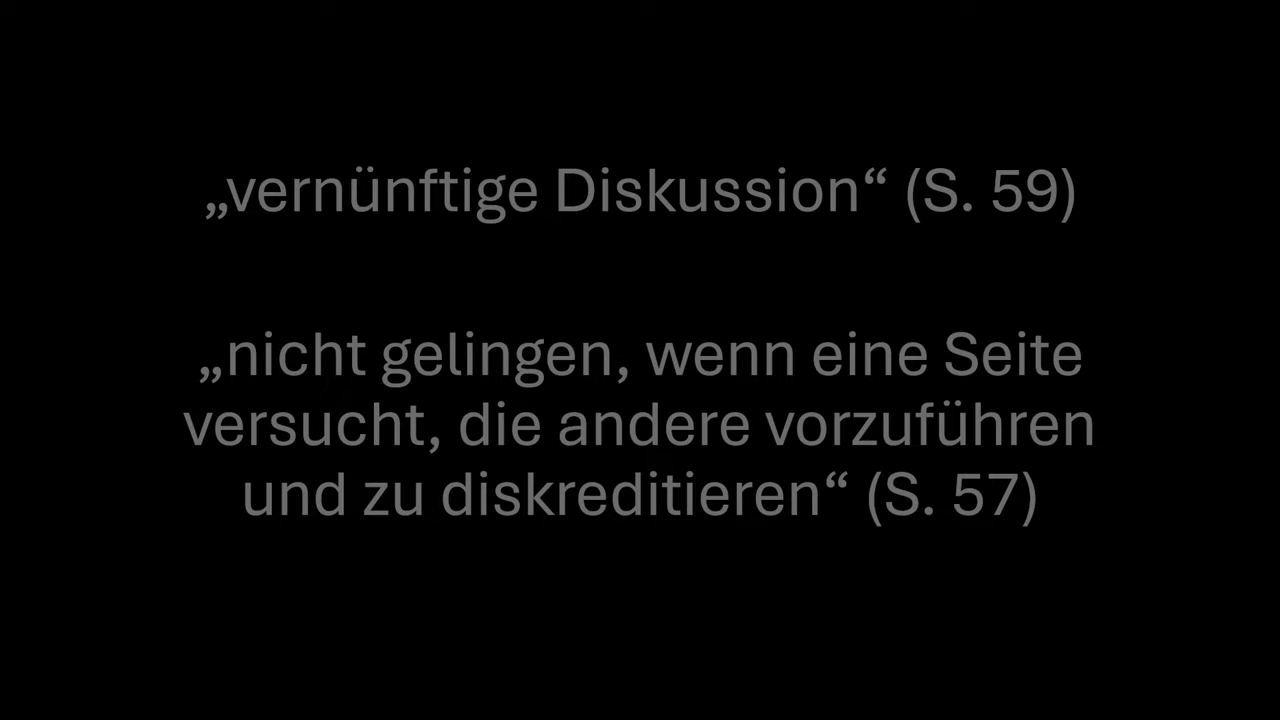 „vernünftige Diskussion“ (S. 59)
„nicht gelingen, wenn eine Seite
versucht, die andere vorzuführen
und zu diskreditieren“ (S. 57)